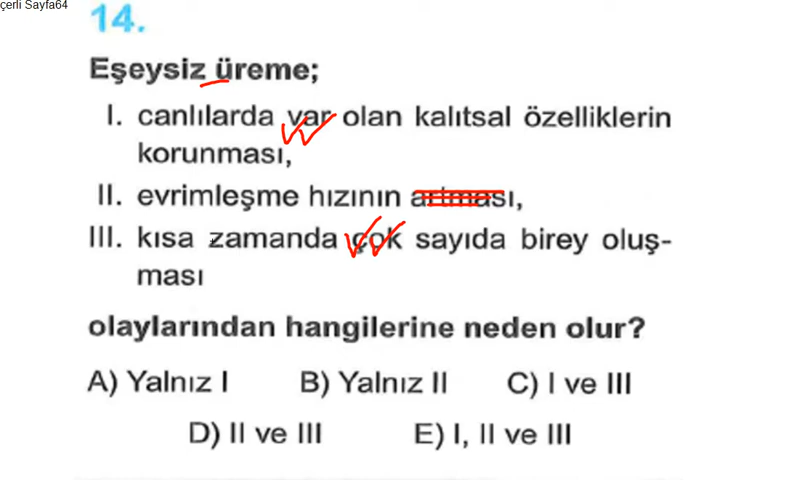 çerli Sayfa64
14.
Eşeysiz üreme;
I. canlılarda var olan kalıtsal özelliklerin
korunması,
II. evrimleşme hızının artması,
III. kısa zamanda çok sayıda birey oluş-
ması
olaylarından hangilerine neden olur?
A) Yalnız I B) Yalnız II C) I ve III
D) II ve III E) I, II ve III